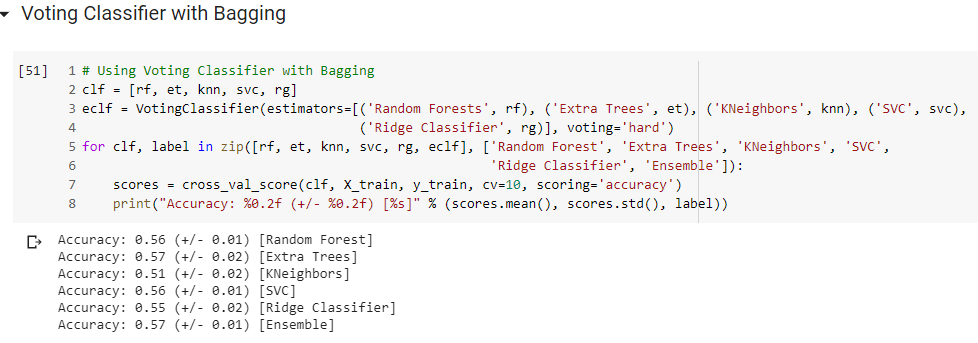 Voting Classifier with Bagging
[51] 1 # Using Voting Classifier with Bagging
2 clf = [rf, et, knn, svc, rg]
3 eclf = VotingClassifier(estimators=[('Random Forests', rf), ('Extra Trees', et), ('KNeighbors', knn), ('SVC', svc),
4 ('Ridge Classifier', rg)], voting='hard')
5 for clf, label in zip([rf, et, knn, svc, rg, eclf], ['Random Forest', 'Extra Trees', 'KNeighbors', 'SVC',
6 'Ridge Classifier', 'Ensemble']):
7 scores = cross_val_score(clf, X_train, y_train, cv=10, scoring='accuracy')
8 print("Accuracy: %0.2f (+/- %0.2f) [%s]" % (scores.mean(), scores.std(), label))
Accuracy: 0.56 (+/- 0.01) [Random Forest]
Accuracy: 0.57 (+/- 0.02) [Extra Trees]
Accuracy: 0.51 (+/- 0.02) [KNeighbors]
Accuracy: 0.56 (+/- 0.01) [SVC]
Accuracy: 0.55 (+/- 0.02) [Ridge Classifier]
Accuracy: 0.57 (+/- 0.01) [Ensemble]